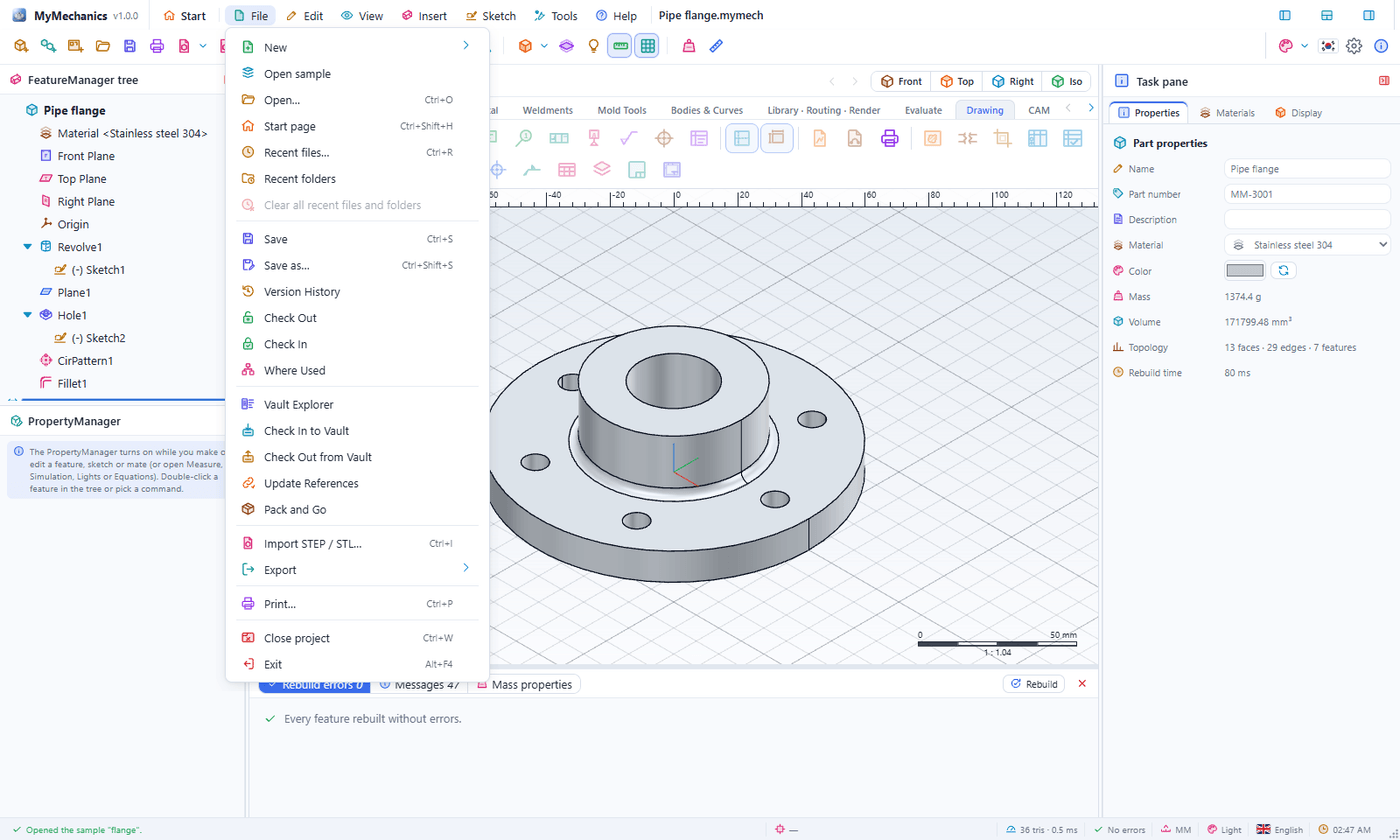 MyMechanics v1.0.0
Start
File
Edit
View
Insert
Sketch
Tools
Help
Pipe flange.mymech
FeatureManager tree
Pipe flange
Material <Stainless steel 304>
Front Plane
Top Plane
Right Plane
Origin
Revolve1
(-) Sketch1
Plane1
Hole1
(-) Sketch2
CirPattern1
Fillet1
PropertyManager
The PropertyManager turns on while you make
edit a feature, sketch or mate (or open Measure,
Simulation, Lights or Equations). Double-click a
feature in the tree or pick a command.
New
Open sample
Open... Ctrl+O
Start page Ctrl+Shift+H
Recent files... Ctrl+R
Recent folders
Clear all recent files and folders
Save Ctrl+S
Save as... Ctrl+Shift+S
Version History
Check Out
Check In
Where Used
Vault Explorer
Check In to Vault
Check Out from Vault
Update References
Pack and Go
Import STEP / STL... Ctrl+I
Export
Print... Ctrl+P
Close project Ctrl+W
Exit Alt+F4
Front
Top
Right
Iso
Weldments
Mold Tools
Bodies & Curves
Library · Routing · Render
Evaluate
Drawing
CAM
-40 -20 0 20 40 60 80 100 120
0 50 mm
1 : 1.04
Rebuild errors 0
Messages 47
Mass properties
Rebuild
Every feature rebuilt without errors.
Task pane
Properties
Materials
Display
Part properties
Name Pipe flange
Part number MM-3001
Description
Material Stainless steel 304
Color
Mass 1374.4 g
Volume 171799.48 mm³
Topology 13 faces · 29 edges · 7 features
Rebuild time 80 ms
Opened the sample "flange".
—
36 tris · 0.5 ms
No errors
MM
Light
English
02:47 AM